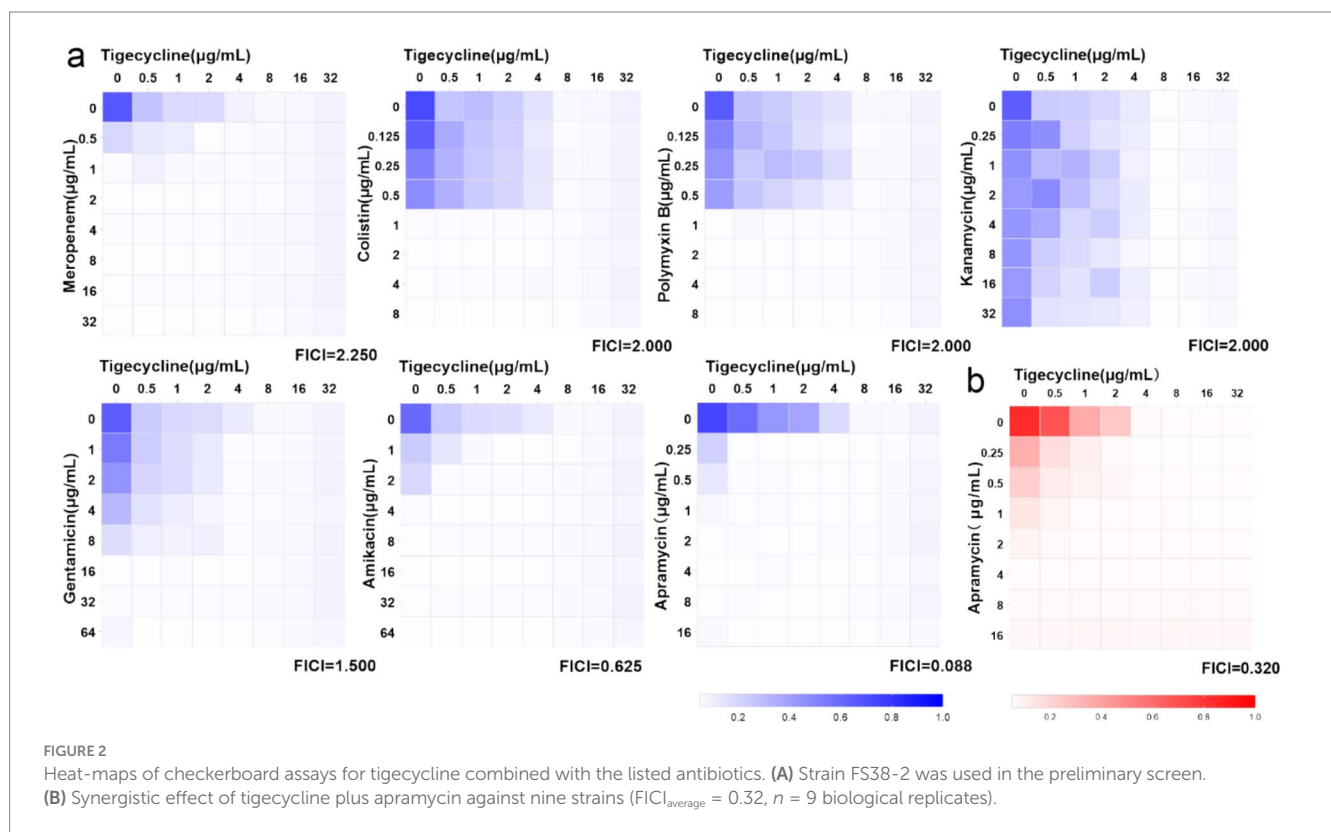 a
Tigecycline(μg/mL)
0 0.5 1 2 4 8 16 32
Meropenem(μg/mL)
0
0.5
1
2
4
8
16
32
FICI=2.250
Tigecycline(μg/mL)
0 0.5 1 2 4 8 16 32
Colistin(μg/mL)
0
0.125
0.25
0.5
1
2
4
8
FICI=2.000
Tigecycline(μg/mL)
0 0.5 1 2 4 8 16 32
Polymyxin B(μg/mL)
0
0.125
0.25
0.5
1
2
4
8
FICI=2.000
Tigecycline(μg/mL)
0 0.5 1 2 4 8 16 32
Kanamycin(μg/mL)
0
0.25
1
2
4
8
16
32
FICI=2.000
Tigecycline(μg/mL)
0 0.5 1 2 4 8 16 32
Gentamicin(μg/mL)
0
1
2
4
8
16
32
64
FICI=1.500
Tigecycline(μg/mL)
0 0.5 1 2 4 8 16 32
Amikacin(μg/mL)
0
1
2
4
8
16
32
64
FICI=0.625
Tigecycline(μg/mL)
0 0.5 1 2 4 8 16 32
Apramycin(μg/mL)
0
0.25
0.5
1
2
4
8
16
FICI=0.088
0.2 0.4 0.6 0.8 1.0
b
Tigecycline(μg/mL)
0 0.5 1 2 4 8 16 32
Apramycin( μg/mL)
0
0.25
0.5
1
2
4
8
16
FICI=0.320
0.2 0.4 0.6 0.8 1.0
FIGURE 2
Heat-maps of checkerboard assays for tigecycline combined with the listed antibiotics. (A) Strain FS38-2 was used in the preliminary screen.
(B) Synergistic effect of tigecycline plus apramycin against nine strains (FICIaverage = 0.32, n = 9 biological replicates).